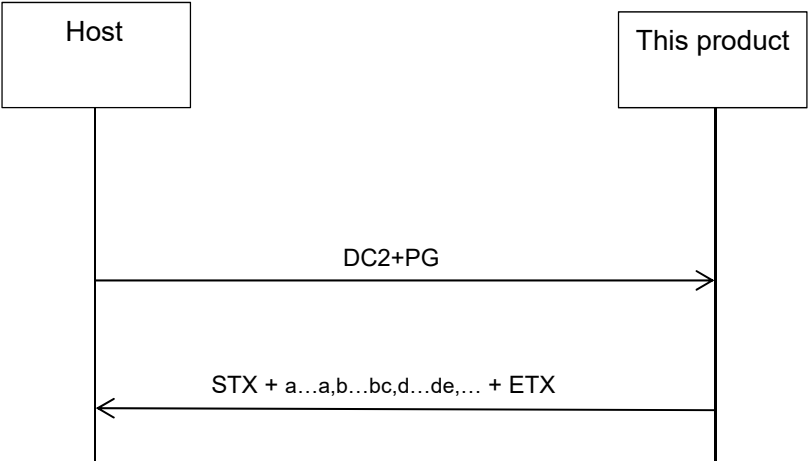 Host
This product
DC2+PG
STX + a…a,b…bc,d…de,… + ETX